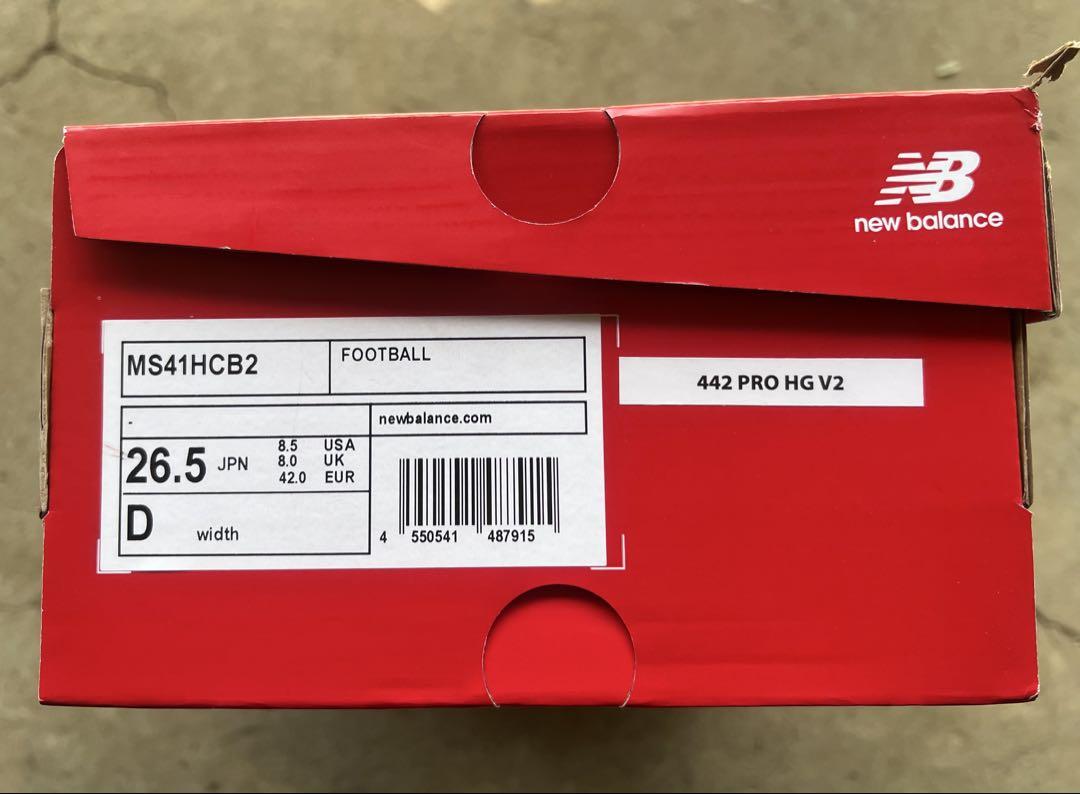 NB
new balance
MS41HCB2
FOOTBALL
442 PRO HG V2
-
newbalance.com
26.5 JPN
8.5 USA
8.0 UK
42.0 EUR
D width
4 550541 487915